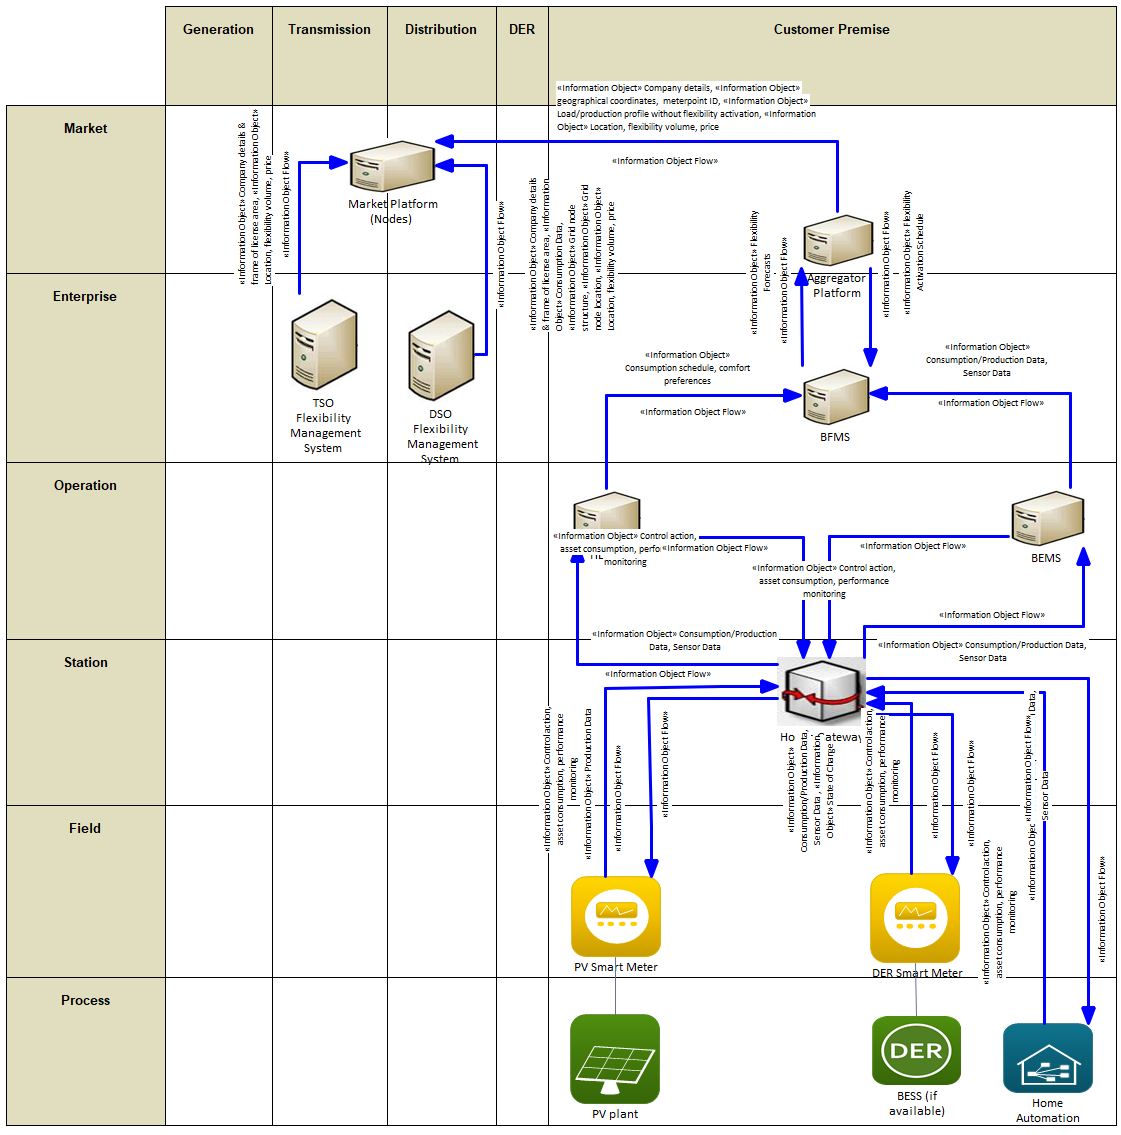 Generation
Transmission
Distribution
DER
Customer Premise
Market
Enterprise
Operation
Station
Field
Process
«Information Object» Company details, «Information Object»
geographical coordinates, meterpoint ID, «Information Object»
Load/production profile without flexibility activation, «Information
Object» Location, flexibility volume, price
«Information Object Flow»
«Information Object» Company details &
frame of license area, «Information Object»
Location, flexibility volume, price
«Information Object Flow»
Market Platform
(Nodes)
«Information Object Flow»
«Information Object» Company details
& frame of license area, «Information
Object» Consumption Data,
«Information Object» Grid node
structure, «Information Object» Grid
node location, «Information Object»
Location, flexibility volume, price
«Information Object» Flexibility
Forecasts
«Information Object Flow»
«Information Object Flow»
«Information Object» Flexibility
Activation Schedule
Aggregator
Platform
TSO
Flexibility
Management
System
DSO
Flexibility
Management
System
«Information Object»
Consumption schedule, comfort
preferences
«Information Object Flow»
«Information Object»
Consumption/Production Data,
Sensor Data
«Information Object Flow»
BFMS
«Information Object» Control action,
asset consumption, perfo
monitoring
«Information Object Flow»
«Information Object Flow»
BEMS
«Information Object» Control action,
asset consumption, performance
monitoring
«Information Object Flow»
«Information Object» Consumption/Production
Data, Sensor Data
«Information Object Flow»
«Information Object» Consumption/Production Data,
Sensor Data
«Information Object» Control action,
asset consumption, performance
monitoring
«Information Object» Production Data
«Information Object Flow»
«Information Object Flow»
«Information Object»
Consumption/Production Data,
Sensor Data, «Information
Object» State of Charge
«Information Object» Control action,
asset consumption, performance
monitoring
«Information Object Flow»
«Information Object Flow»
«Information Object» Control action,
asset consumption, performance
monitoring
«Information Object Flow»
Sensor Data
«Information Object Flow»
PV Smart Meter
DER Smart Meter
PV plant
DER
BESS (if
available)
Home
Automation